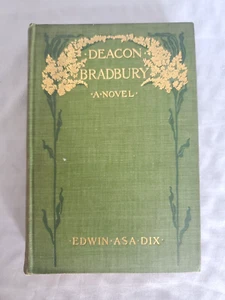 DEACON
BRADBURY
·A·NOVEL·
·EDWIN·ASA·DIX·